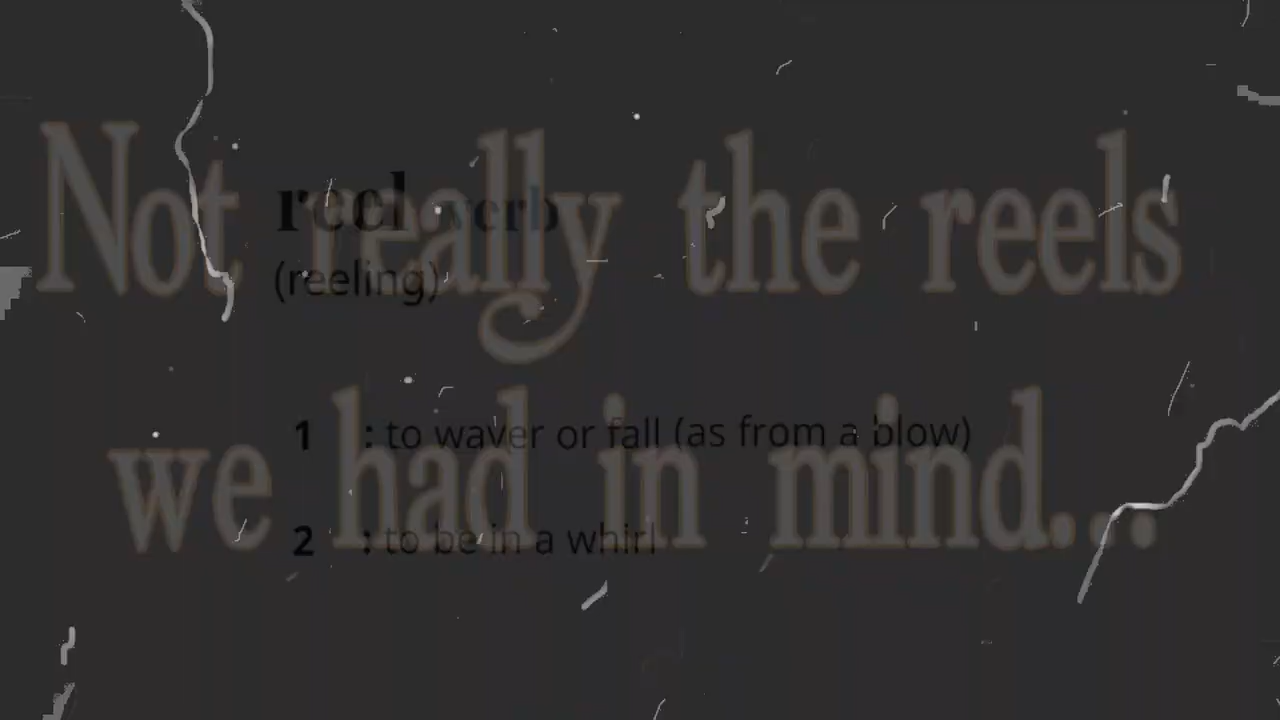 Not really the reels
we had in mind...
reel verb
(reeling)
1 : to waver or fall (as from a blow)
2 : to be in a whirl